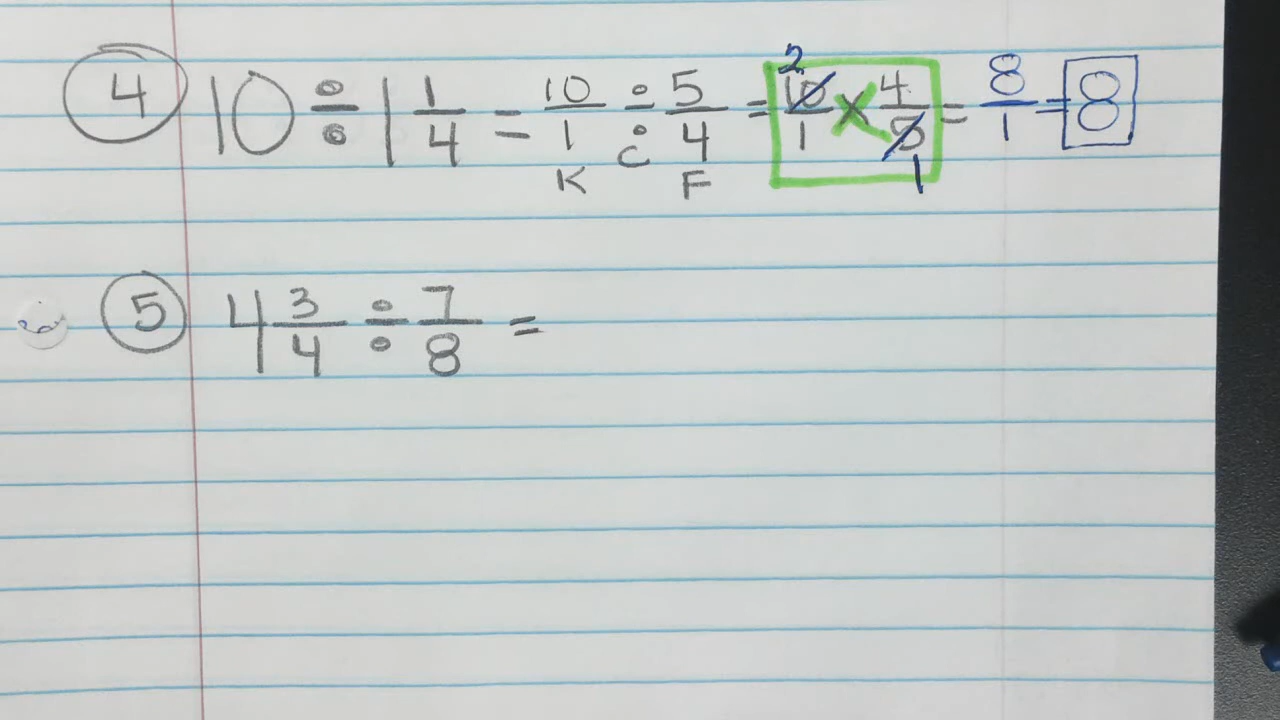 ④ 10 ÷ 1 1/4 = 10/1 ÷ 5/4 = 10/1 × 4/5 = 8/1 = 8
2
K C F
1
⑤ 4 3/4 ÷ 7/8 =